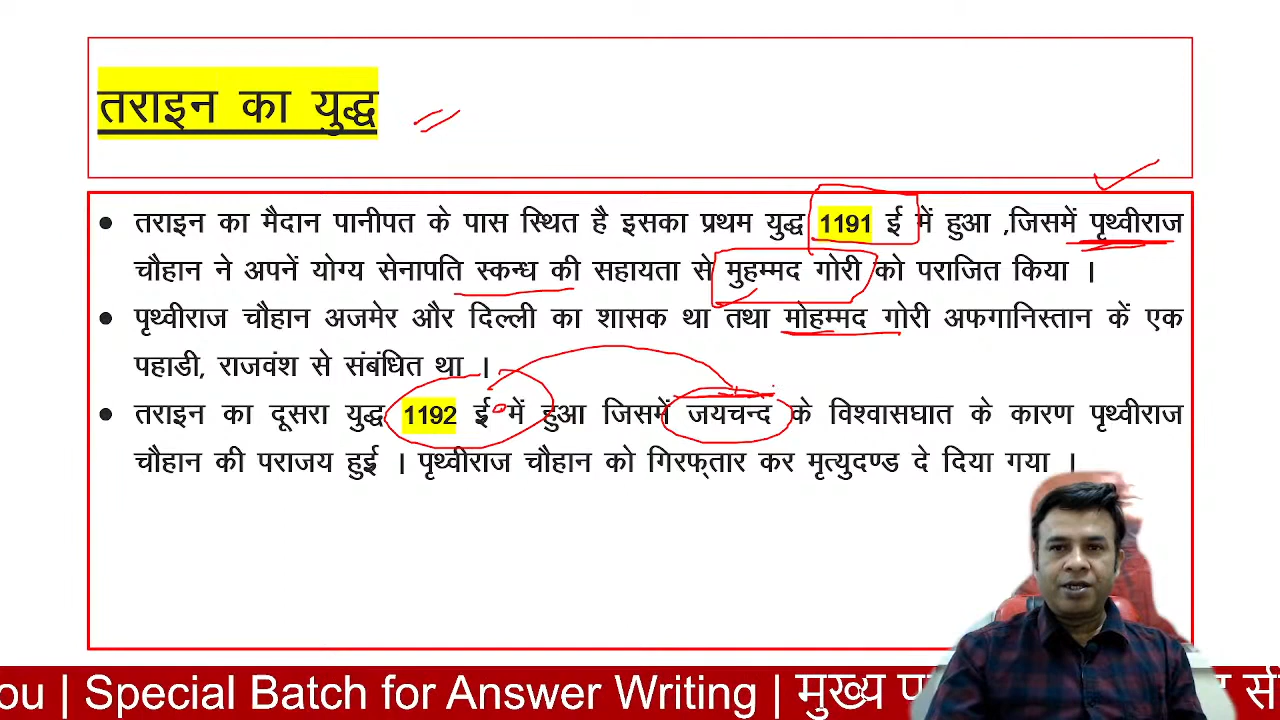 तराइन का युद्ध
• तराइन का मैदान पानीपत के पास स्थित है इसका प्रथम युद्ध 1191 ई में हुआ ,जिसमें पृथ्वीराज
चौहान ने अपनें योग्य सेनापति स्कन्ध की सहायता से मुहम्मद गोरी को पराजित किया ।
• पृथ्वीराज चौहान अजमेर और दिल्ली का शासक था तथा मोहम्मद गोरी अफगानिस्तान कें एक
पहाडी, राजवंश से संबंधित था ।
• तराइन का दूसरा युद्ध 1192 ई में हुआ जिसमें जयचन्द के विश्वासघात के कारण पृथ्वीराज
चौहान की पराजय हुई । पृथ्वीराज चौहान को गिरफ्तार कर मृत्युदण्ड दे दिया गया ।
ou | Special Batch for Answer Writing | मुख्य